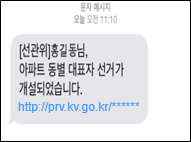 문자 메시지
오늘 오전 11:10
[선관위]홍길동님,
아파트 동별 대표자 선거가
개설되었습니다.
http://prv.kv.go.kr/******